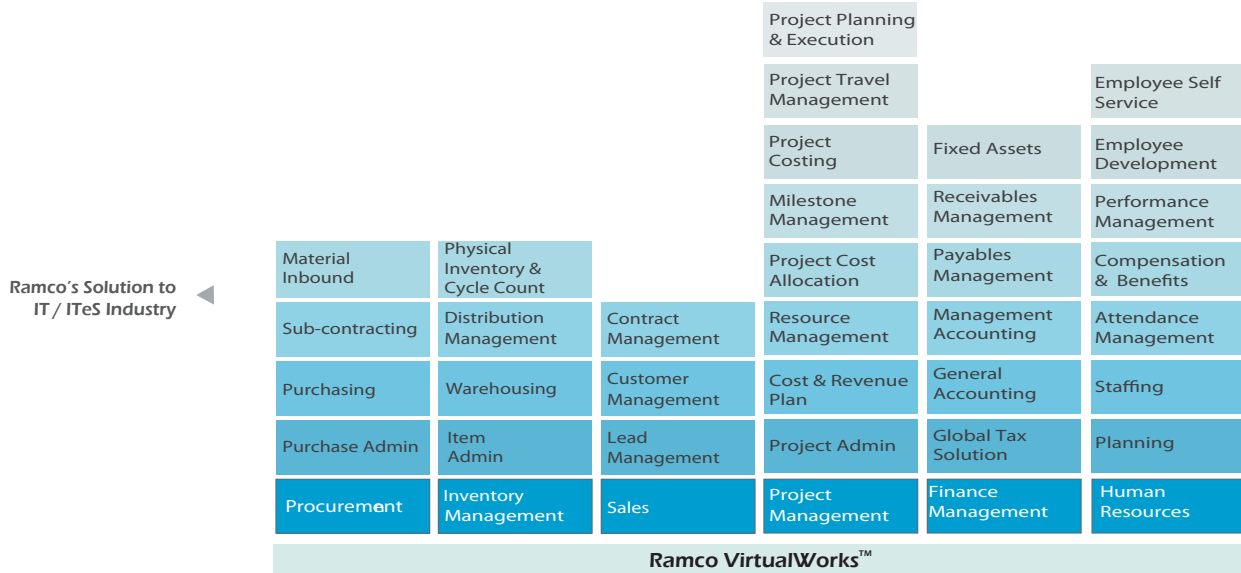 Project Planning
& Execution
Project Travel
Management
Employee Self
Service
Project
Costing
Fixed Assets
Employee
Development
Milestone
Management
Receivables
Management
Performance
Management
Material
Inbound
Physical
Inventory &
Cycle Count
Project Cost
Allocation
Payables
Management
Compensation
& Benefits
Ramco's Solution to
IT / ITeS Industry
Sub-contracting
Distribution
Management
Contract
Management
Resource
Management
Management
Accounting
Attendance
Management
Purchasing
Warehousing
Customer
Management
Cost & Revenue
Plan
General
Accounting
Staffing
Purchase Admin
Item
Admin
Lead
Management
Project Admin
Global Tax
Solution
Planning
Procurement
Inventory
Management
Sales
Project
Management
Finance
Management
Human
Resources
Ramco VirtualWorks™